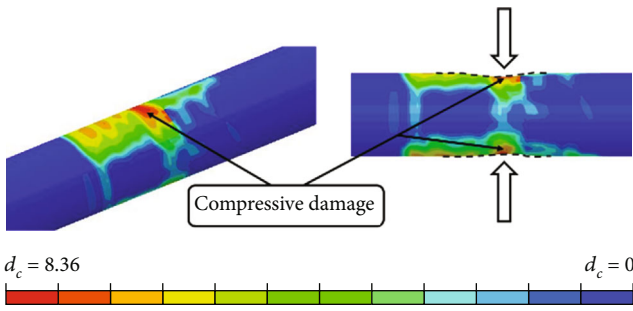 Compressive damage
d_c = 8.36
d_c = 0